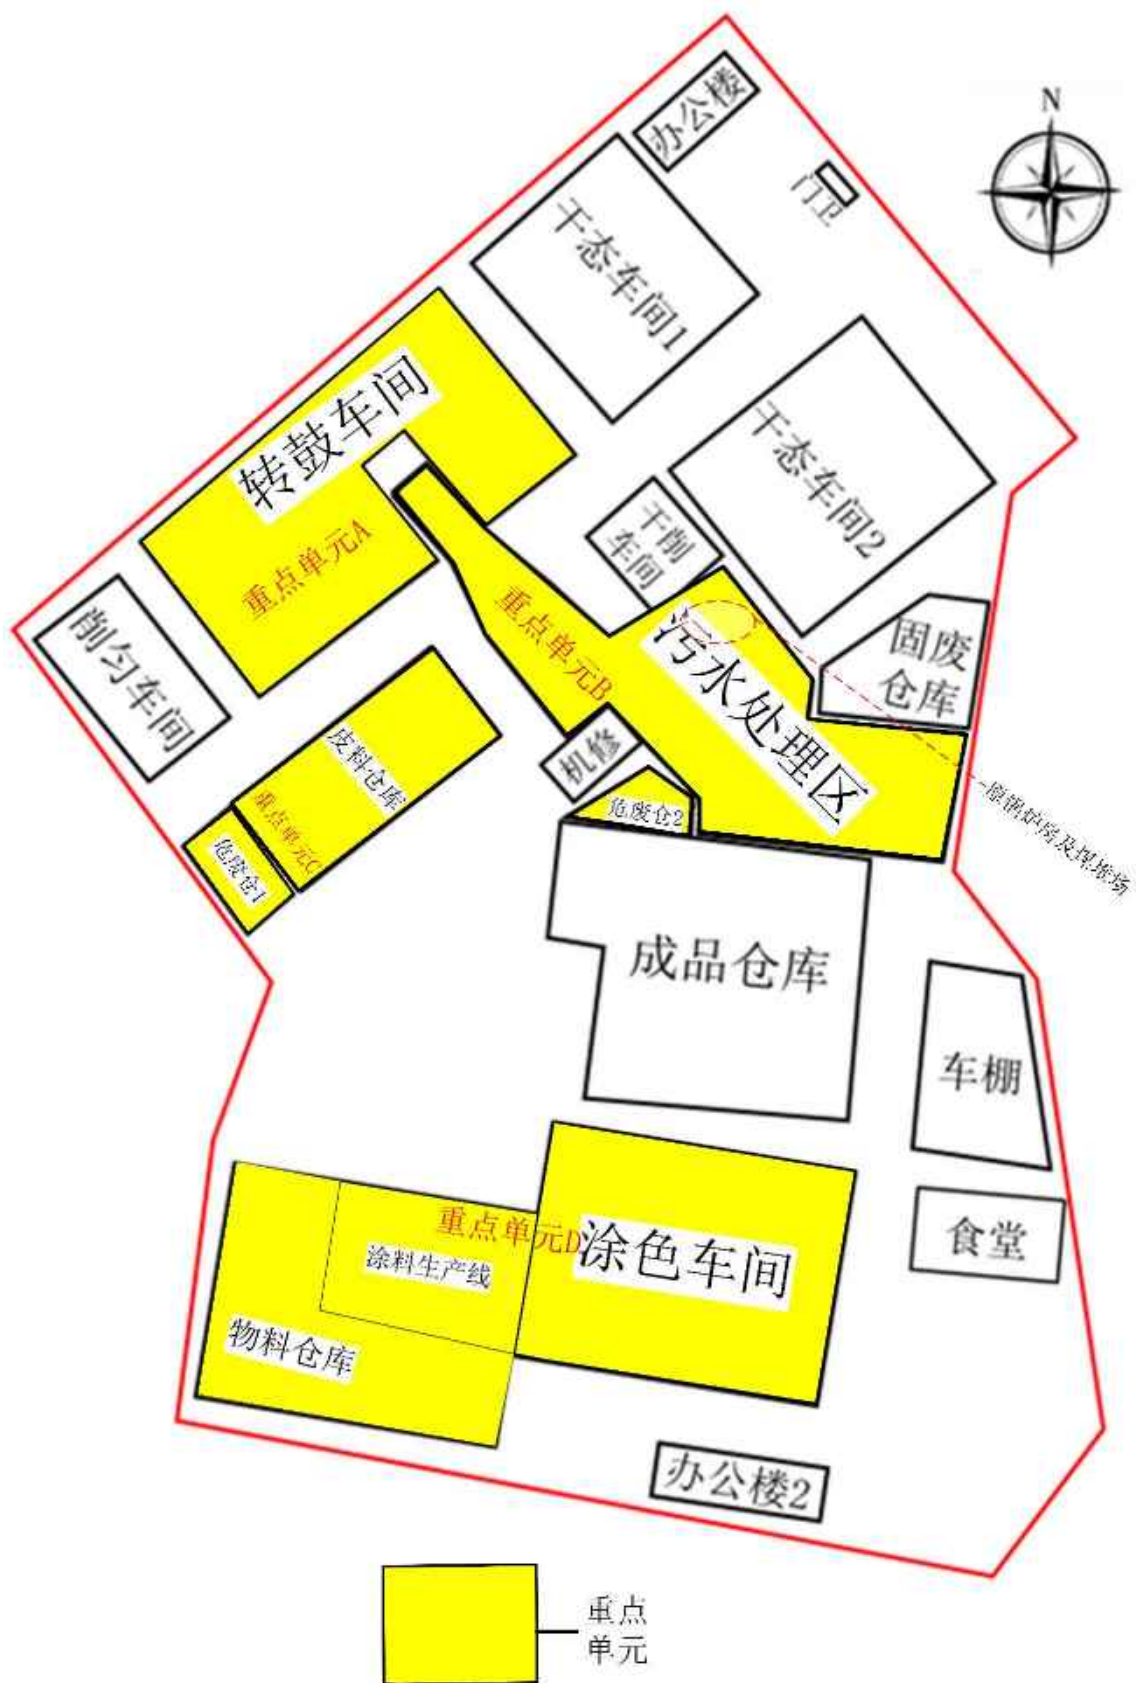 办公楼
N
门卫
干态车间1
转鼓车间
干态车间2
重点单元A
干削
车间
重点单元B
削匀车间
污水处理区
固废
仓库
皮料仓库
机修
重点单元C
危废仓2
危废仓1
原锅炉房及煤堆场
成品仓库
车棚
重点单元D
涂色车间
食堂
涂料生产线
物料仓库
办公楼2
重点
单元